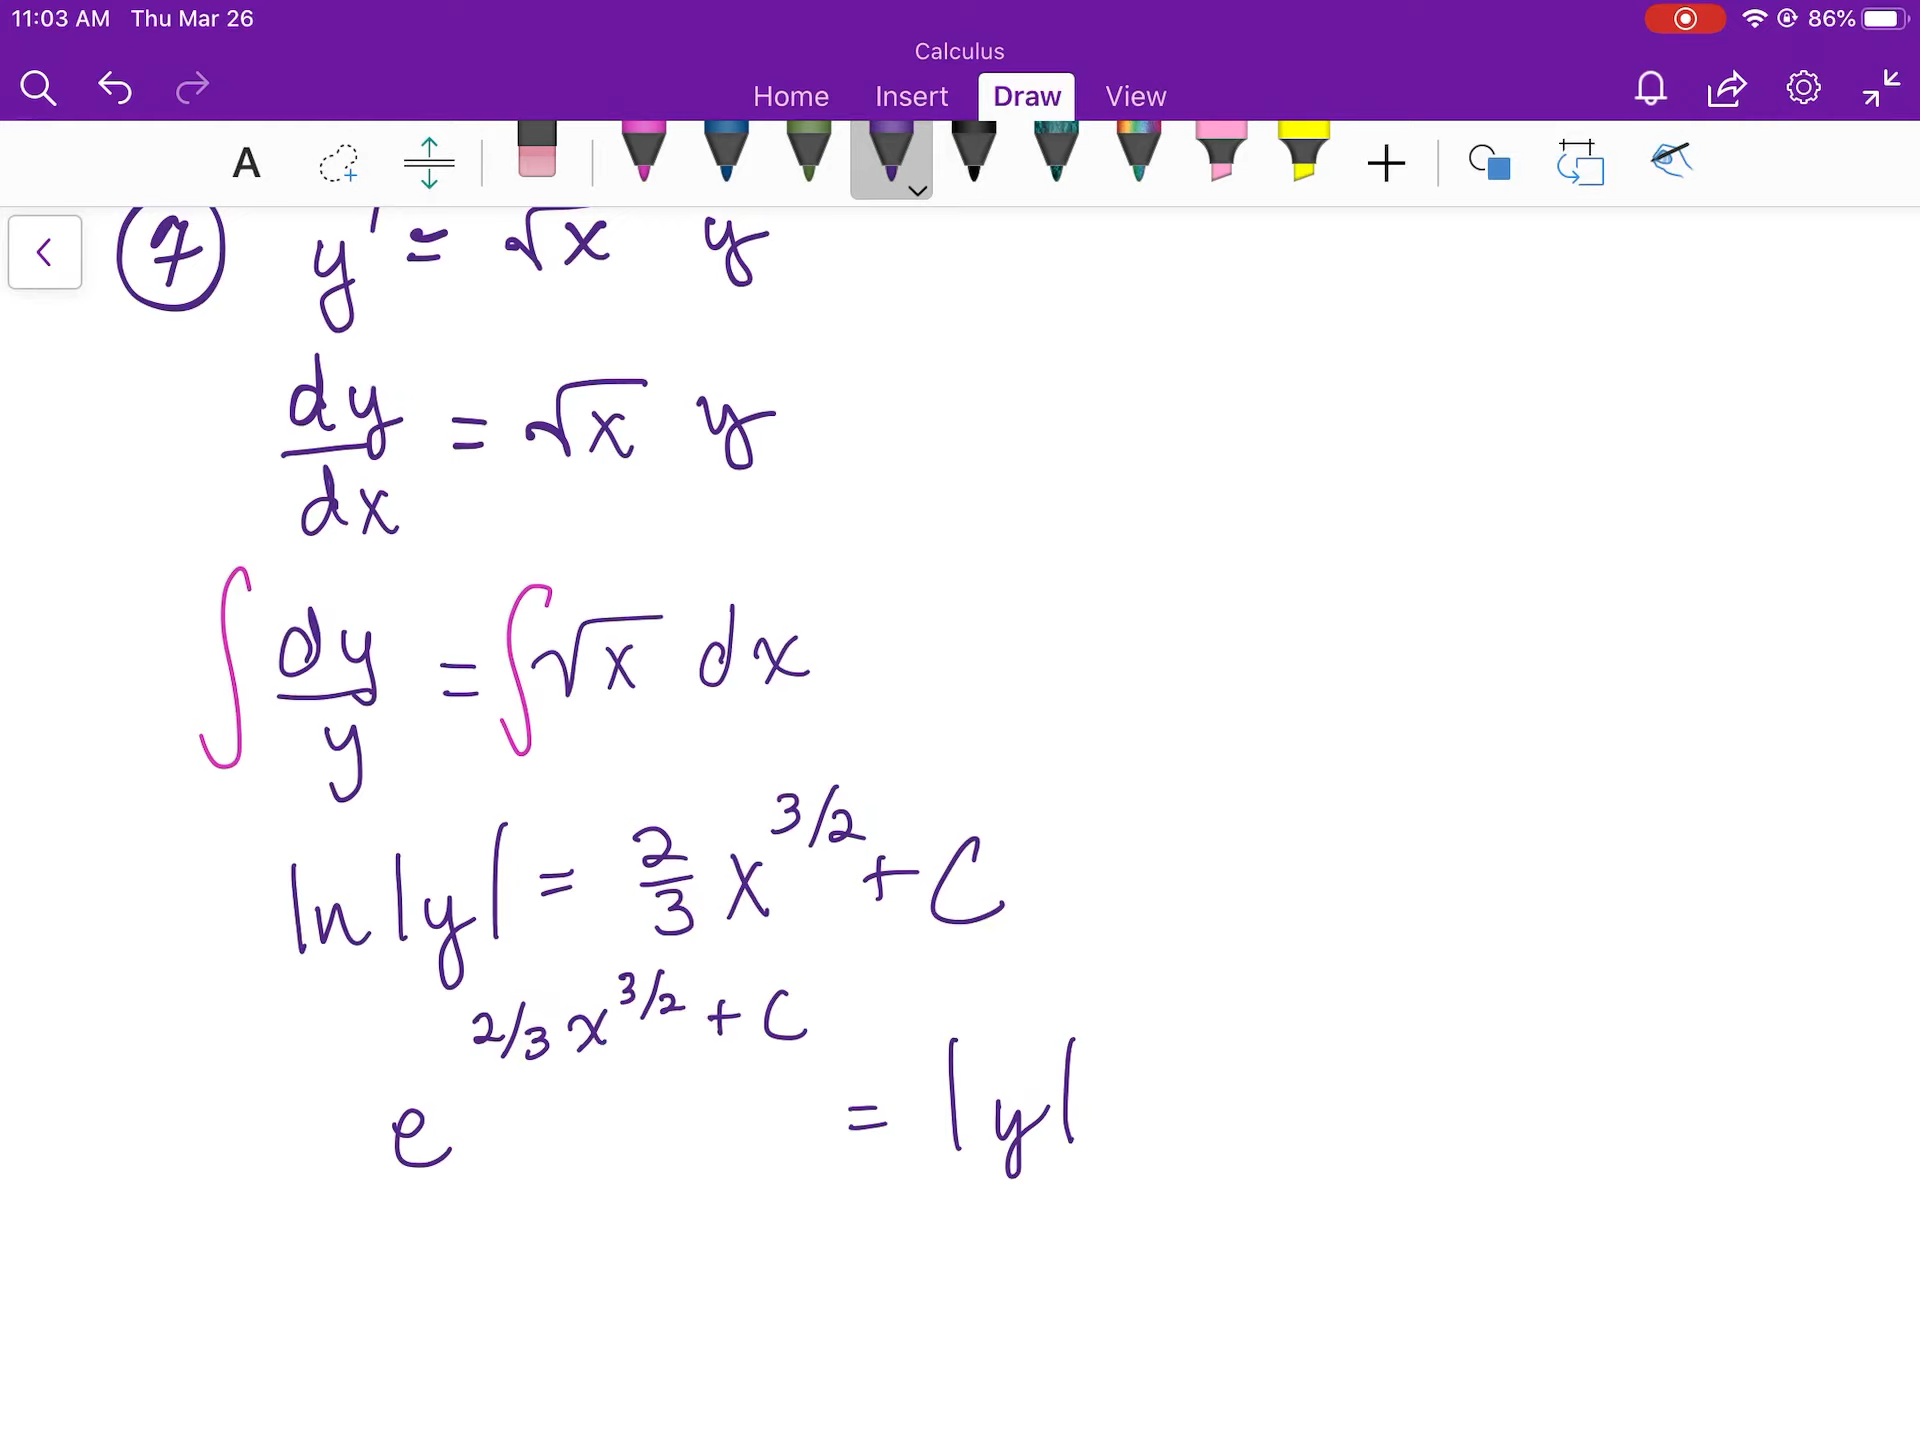 11:03 AM Thu Mar 26 86%
Calculus
Home Insert Draw View
A
7 y' = √x y
dy/dx = √x y
∫ dy/y = ∫ √x dx
ln |y| = 2/3 x^(3/2) + C
e^(2/3 x^(3/2) + C) = |y|